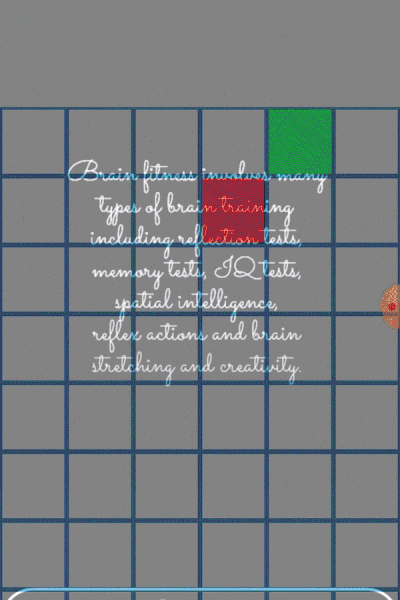 Brain fitness involves many
types of brain training
including reflection tests,
memory tests, IQ tests,
spatial intelligence,
reflex actions and brain
stretching and creativity.